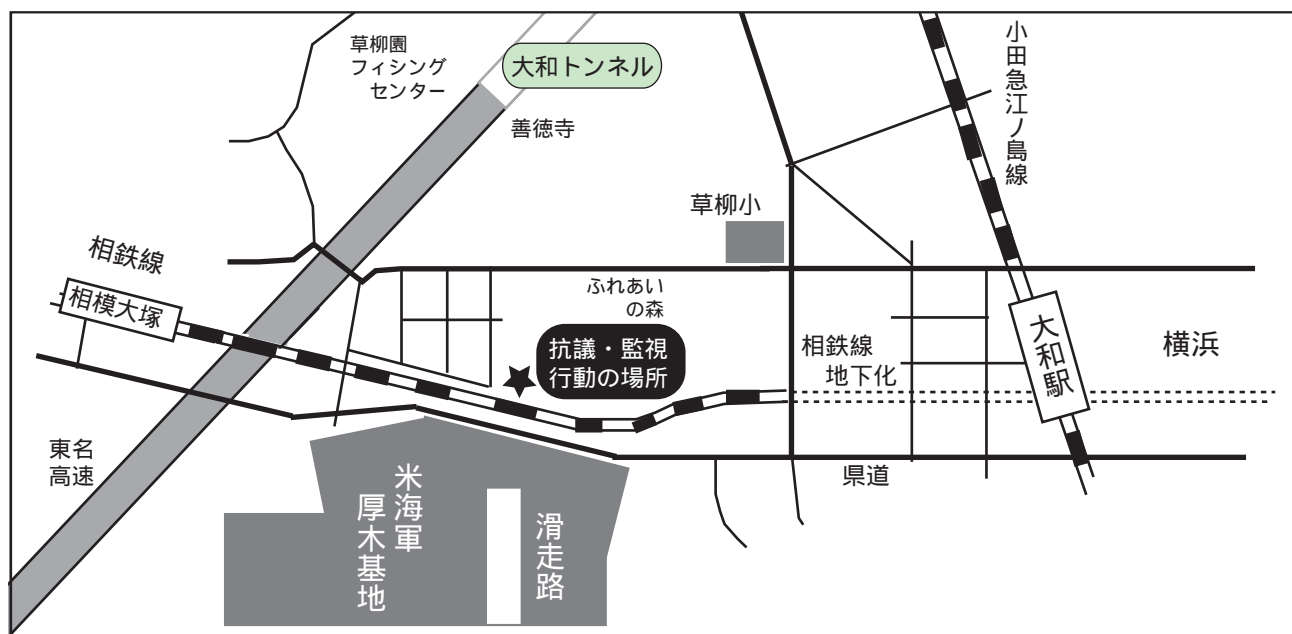 草柳園
フィシング
センター
大和トンネル
善徳寺
小田急江ノ島線
草柳小
相鉄線
相模大塚
ふれあい
の森
抗議・監視
行動の場所
相鉄線
地下化
大和駅
横浜
東名
高速
県道
米海軍
厚木基地
滑走路